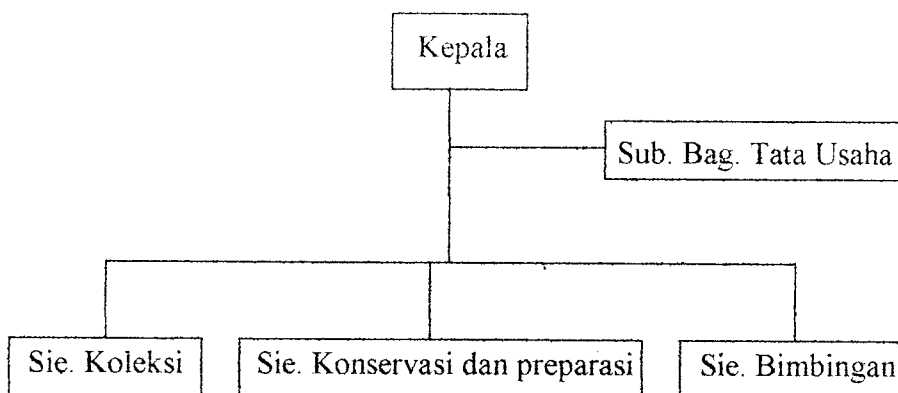 Kepala
Sub. Bag. Tata Usaha
Sie. Koleksi
Sie. Konservasi dan preparasi
Sie. Bimbingan